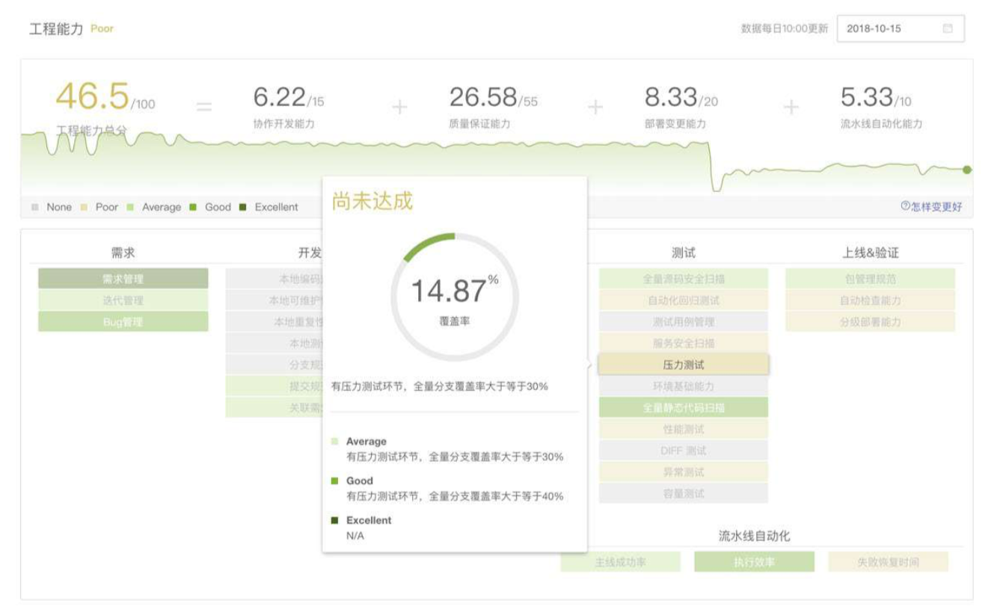 工程能力 Poor
数据每日10:00更新 2018-10-15
46.5/100 = 6.22/15 + 26.58/55 + 8.33/20 + 5.33/10
工程能力总分 协作开发能力 质量保证能力 部署变更能力 流水线自动化能力
None Poor Average Good Excellent
?怎样变更好
尚未达成
14.87%
覆盖率
有压力测试环节，全量分支覆盖率大于等于30%
Average
有压力测试环节，全量分支覆盖率大于等于30%
Good
有压力测试环节，全量分支覆盖率大于等于40%
Excellent
N/A
需求
需求管理
迭代管理
Bug管理
开发
本地编码
本地可维护
本地重复
本地测
分支规
提交规
关联需
测试
全量源码安全扫描
自动化回归测试
测试用例管理
服务安全扫描
压力测试
环境基础能力
全量静态代码扫描
性能测试
DIFF 测试
异常测试
容量测试
上线&验证
包管理规范
自动检查能力
分级部署能力
流水线自动化
主线成功率
执行效率
失败恢复时间